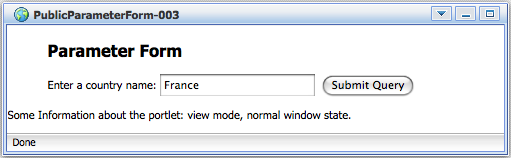 PublicParameterForm-003
Parameter Form
Enter a country name: France Submit Query
Some Information about the portlet: view mode, normal window state.
Done